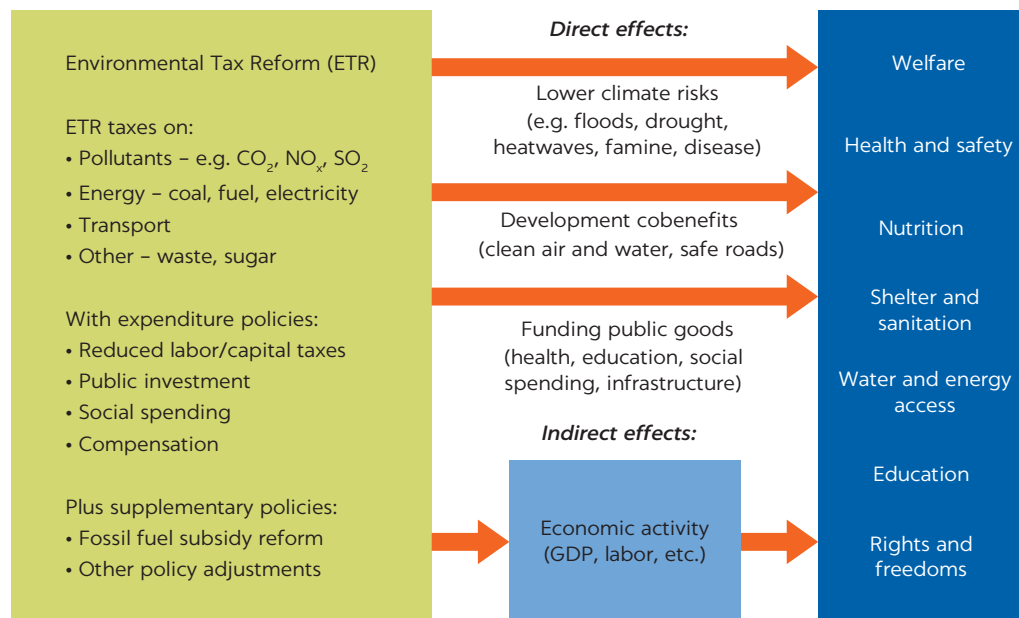 Environmental Tax Reform (ETR)
ETR taxes on:
• Pollutants – e.g. CO₂, NOₓ, SO₂
• Energy – coal, fuel, electricity
• Transport
• Other – waste, sugar
With expenditure policies:
• Reduced labor/capital taxes
• Public investment
• Social spending
• Compensation
Plus supplementary policies:
• Fossil fuel subsidy reform
• Other policy adjustments
Direct effects:
Lower climate risks
(e.g. floods, drought,
heatwaves, famine, disease)
Development cobenefits
(clean air and water, safe roads)
Funding public goods
(health, education, social
spending, infrastructure)
Indirect effects:
Economic activity
(GDP, labor, etc.)
Welfare
Health and safety
Nutrition
Shelter and
sanitation
Water and energy
access
Education
Rights and
freedoms